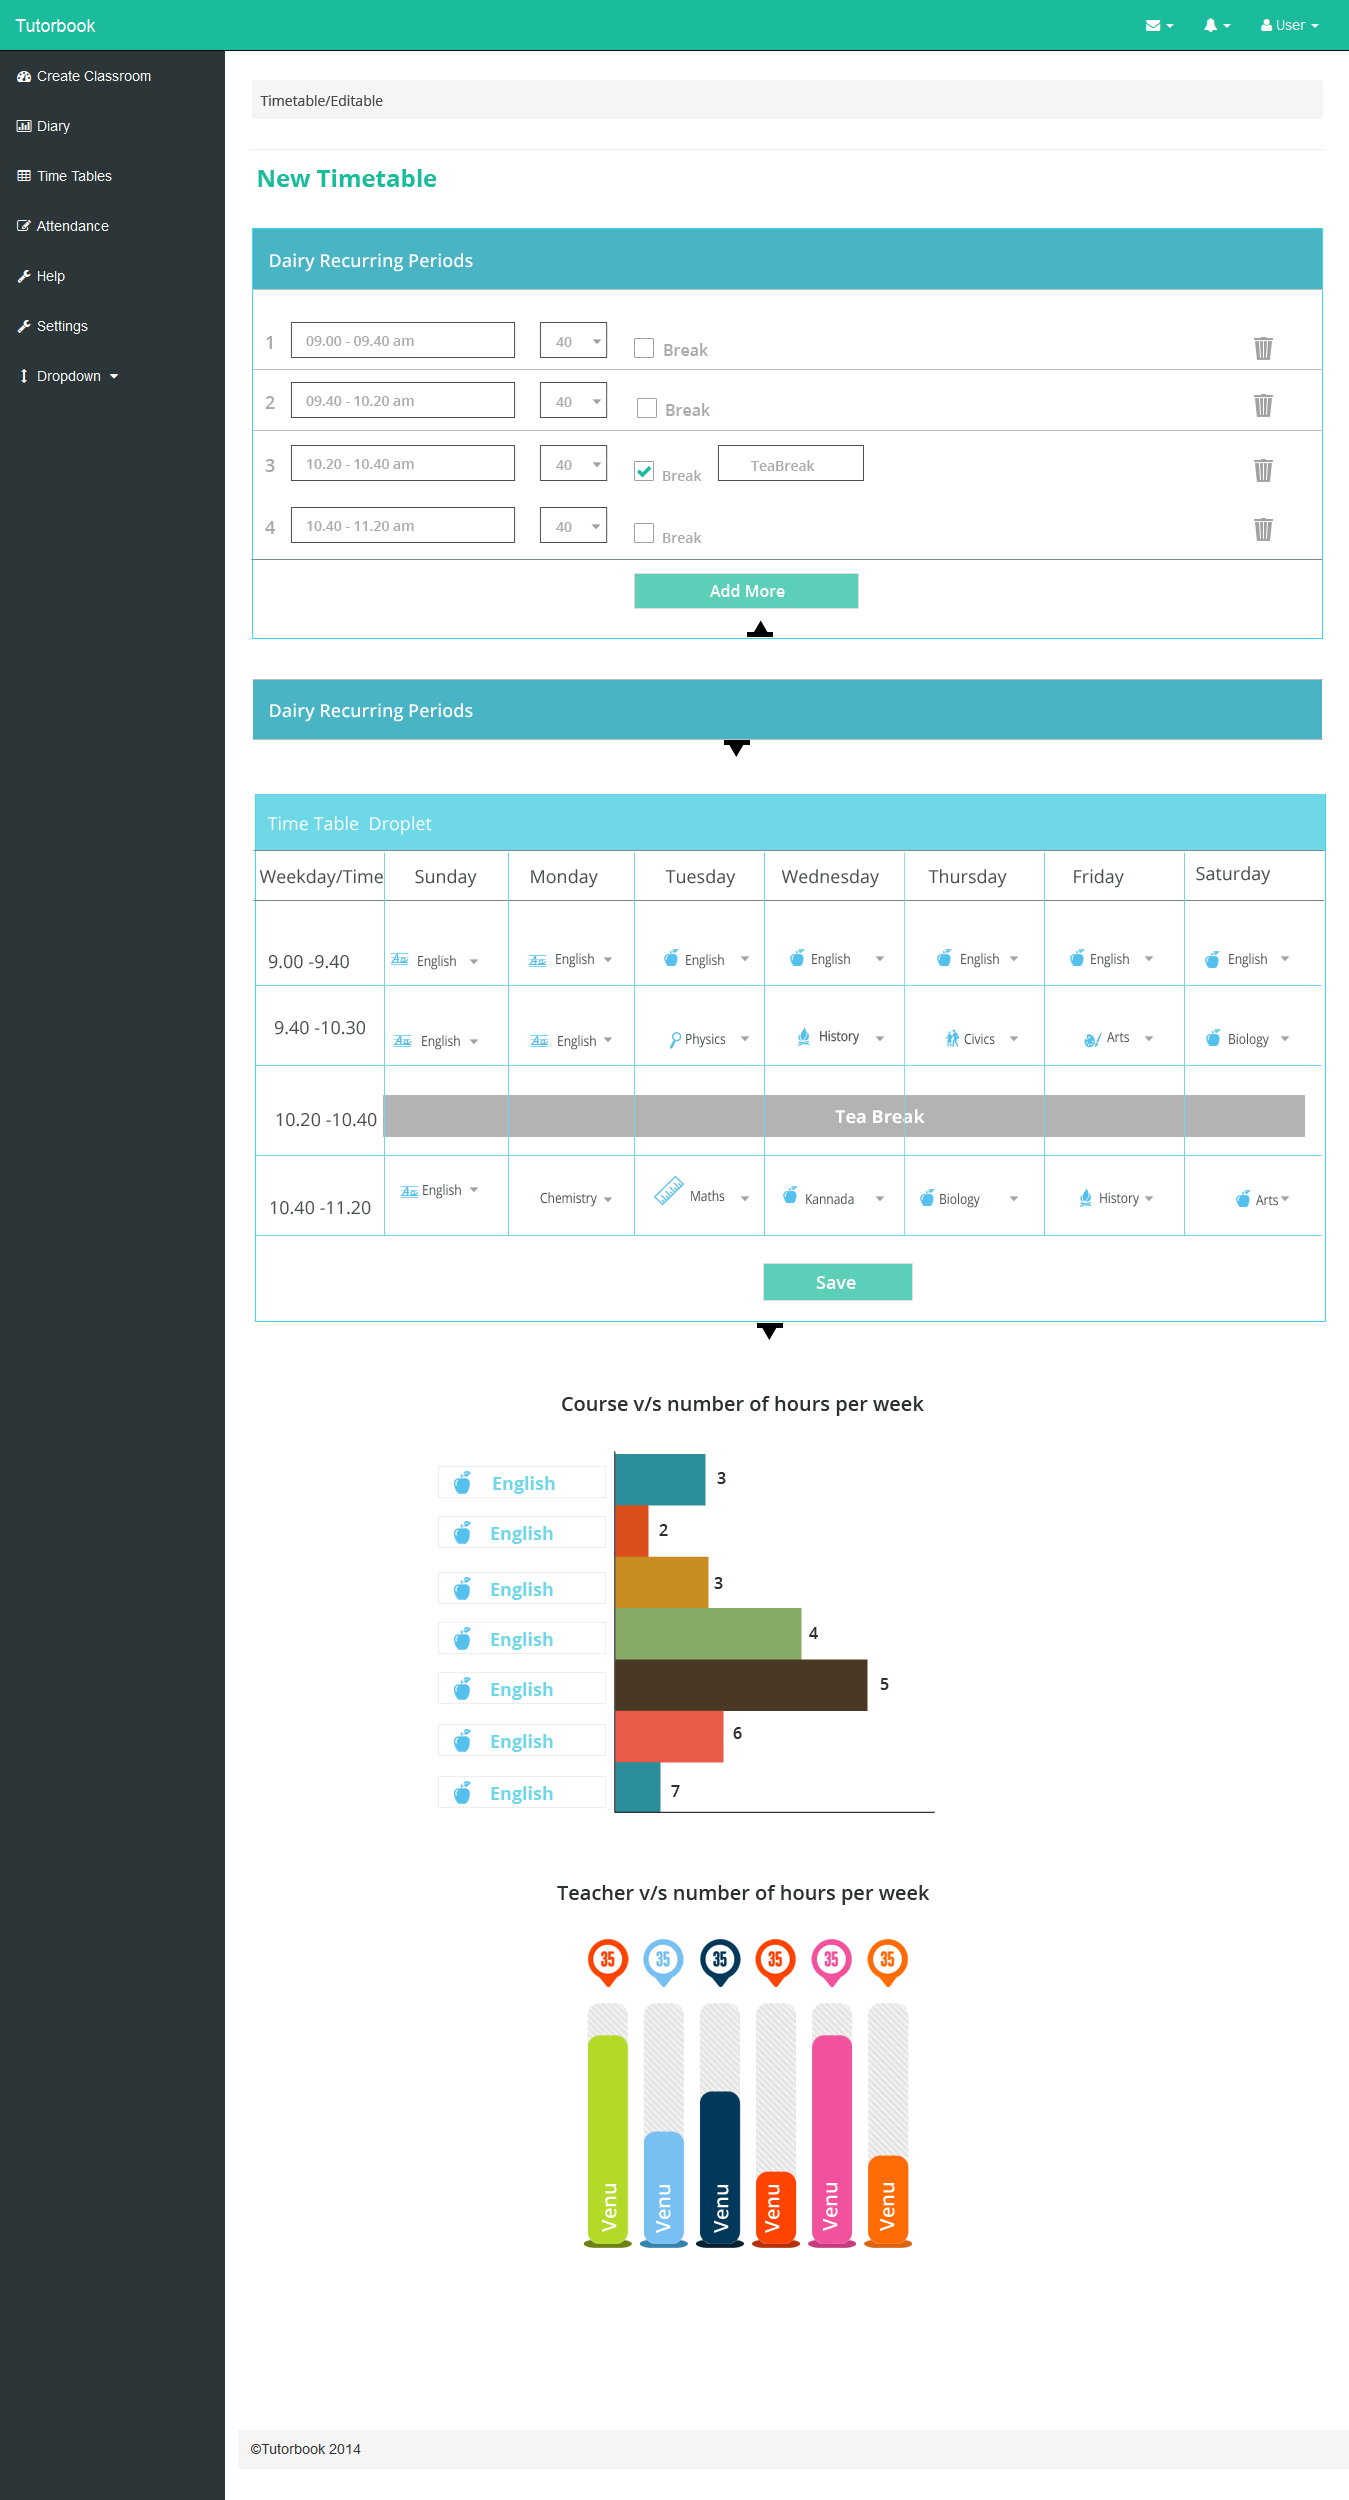 Tutorbook
User
Create Classroom
Diary
Time Tables
Attendance
Help
Settings
Dropdown
Timetable/Editable
New Timetable
Dairy Recurring Periods
1 09.00 - 09.40 am 40 Break
2 09.40 - 10.20 am 40 Break
3 10.20 - 10.40 am 40 Break TeaBreak
4 10.40 - 11.20 am 40 Break
Add More
Dairy Recurring Periods
Time Table Droplet
Weekday/Time Sunday Monday Tuesday Wednesday Thursday Friday Saturday
9.00 -9.40 English English English English English English English
9.40 -10.30 English English Physics History Civics Arts Biology
10.20 -10.40 Tea Break
10.40 -11.20 English Chemistry Maths Kannada Biology History Arts
Save
Course v/s number of hours per week
English 3
English 2
English 3
English 4
English 5
English 6
English 7
Teacher v/s number of hours per week
35 35 35 35 35 35
Venu Venu Venu Venu Venu Venu
©Tutorbook 2014